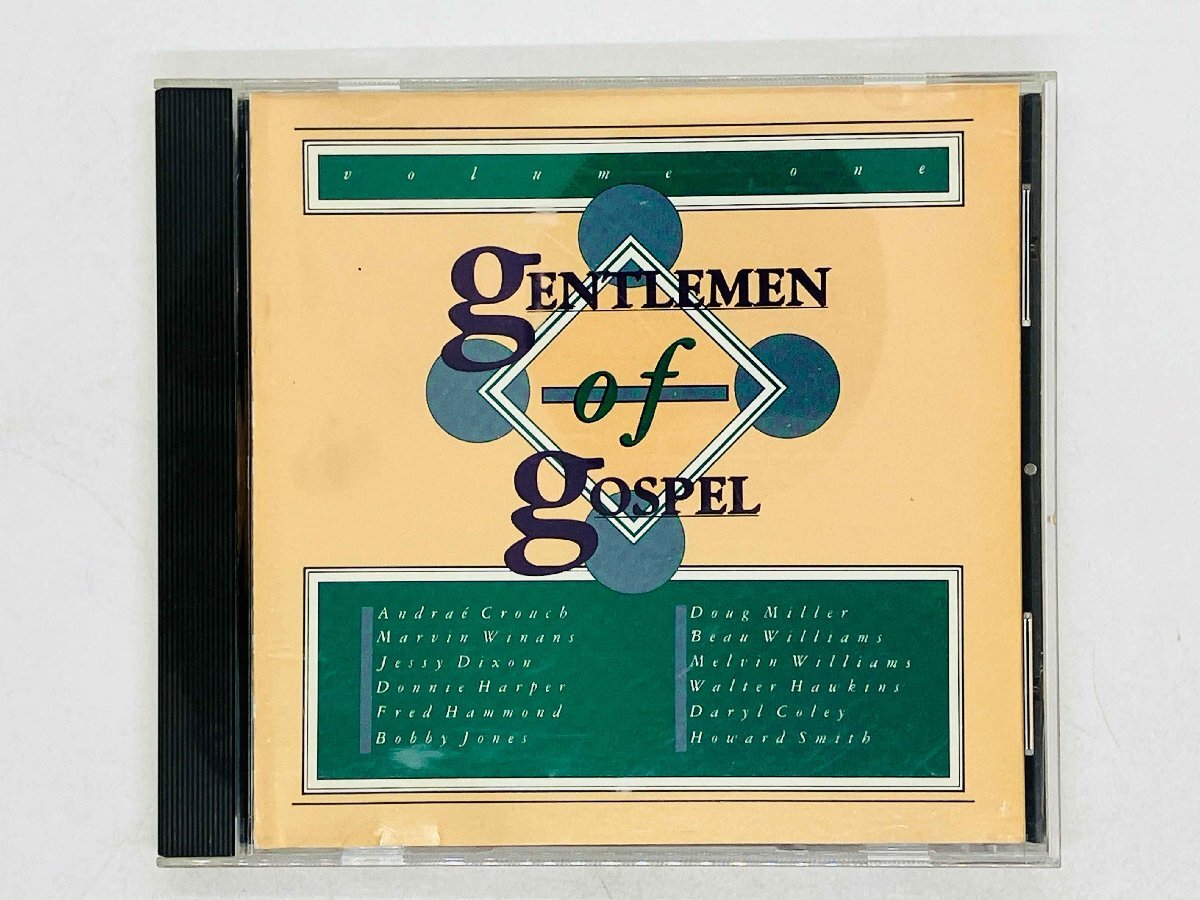 volume one
GENTLEMEN
of
GOSPEL
Andraé Crouch
Marvin Winans
Jessy Dixon
Donnie Harper
Fred Hammond
Bobby Jones
Doug Miller
Beau Williams
Melvin Williams
Walter Haukins
Daryl Coley
Howard Smith